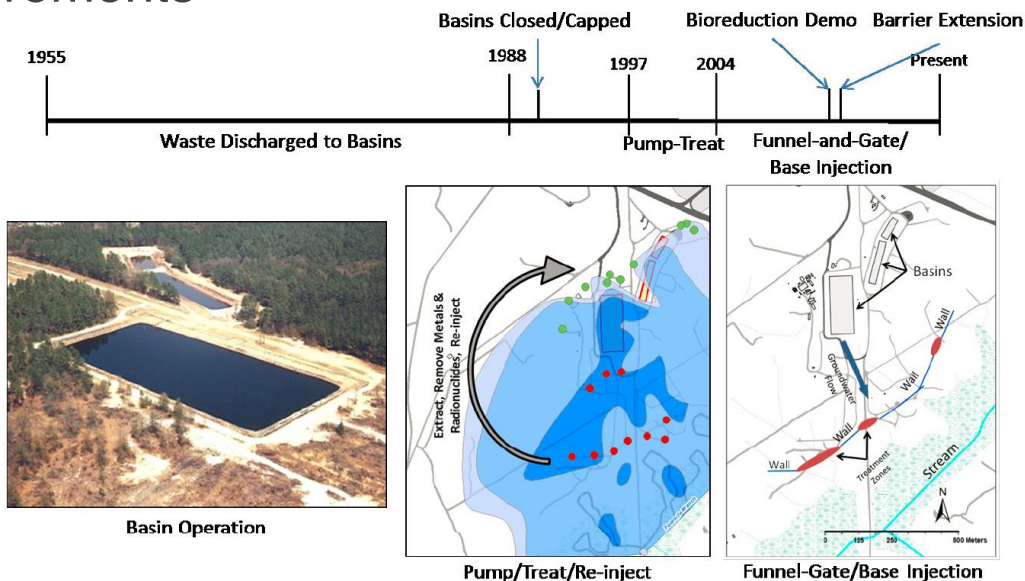 Basins Closed/Capped
Bioreduction Demo
Barrier Extension
1955
1988
1997
2004
Present
Waste Discharged to Basins
Pump-Treat
Funnel-and-Gate/
Base Injection
Extract, Remove Metals &
Radionuclides, Re-inject
Basins
Groundwater
Flow
Wall
Wall
Wall
Wall
Treatment
Zones
Stream
N
0 125 250 500 Meters
Basin Operation
Pump/Treat/Re-inject
Funnel-Gate/Base Injection